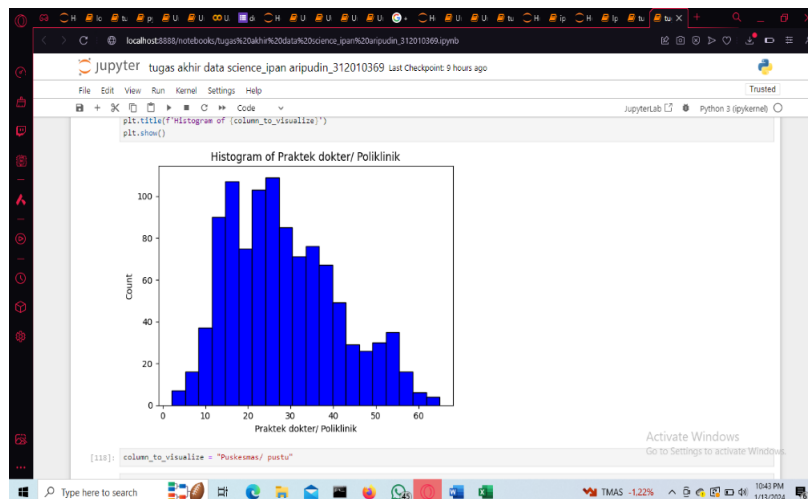 localhost:8888/notebooks/tugas%20akhir%20data%20science_ipan%20aripudin_312010369.ipynb
jupyter tugas akhir data science_ipan aripudin_312010369 Last Checkpoint: 9 hours ago
File Edit View Run Kernel Settings Help
Trusted
Code
JupyterLab
Python 3 (ipykernel)
plt.title(f'Histogram of {column_to_visualize}')
plt.show()
Histogram of Praktek dokter/ Poliklinik
100
80
60
40
20
0
Count
0 10 20 30 40 50 60
Praktek dokter/ Poliklinik
[118]: column_to_visualize = "Puskesmas/ pustu"
Activate Windows
Go to Settings to activate Windows.
Type here to search
45
TMAS -1.22%
10:43 PM
1/13/2024